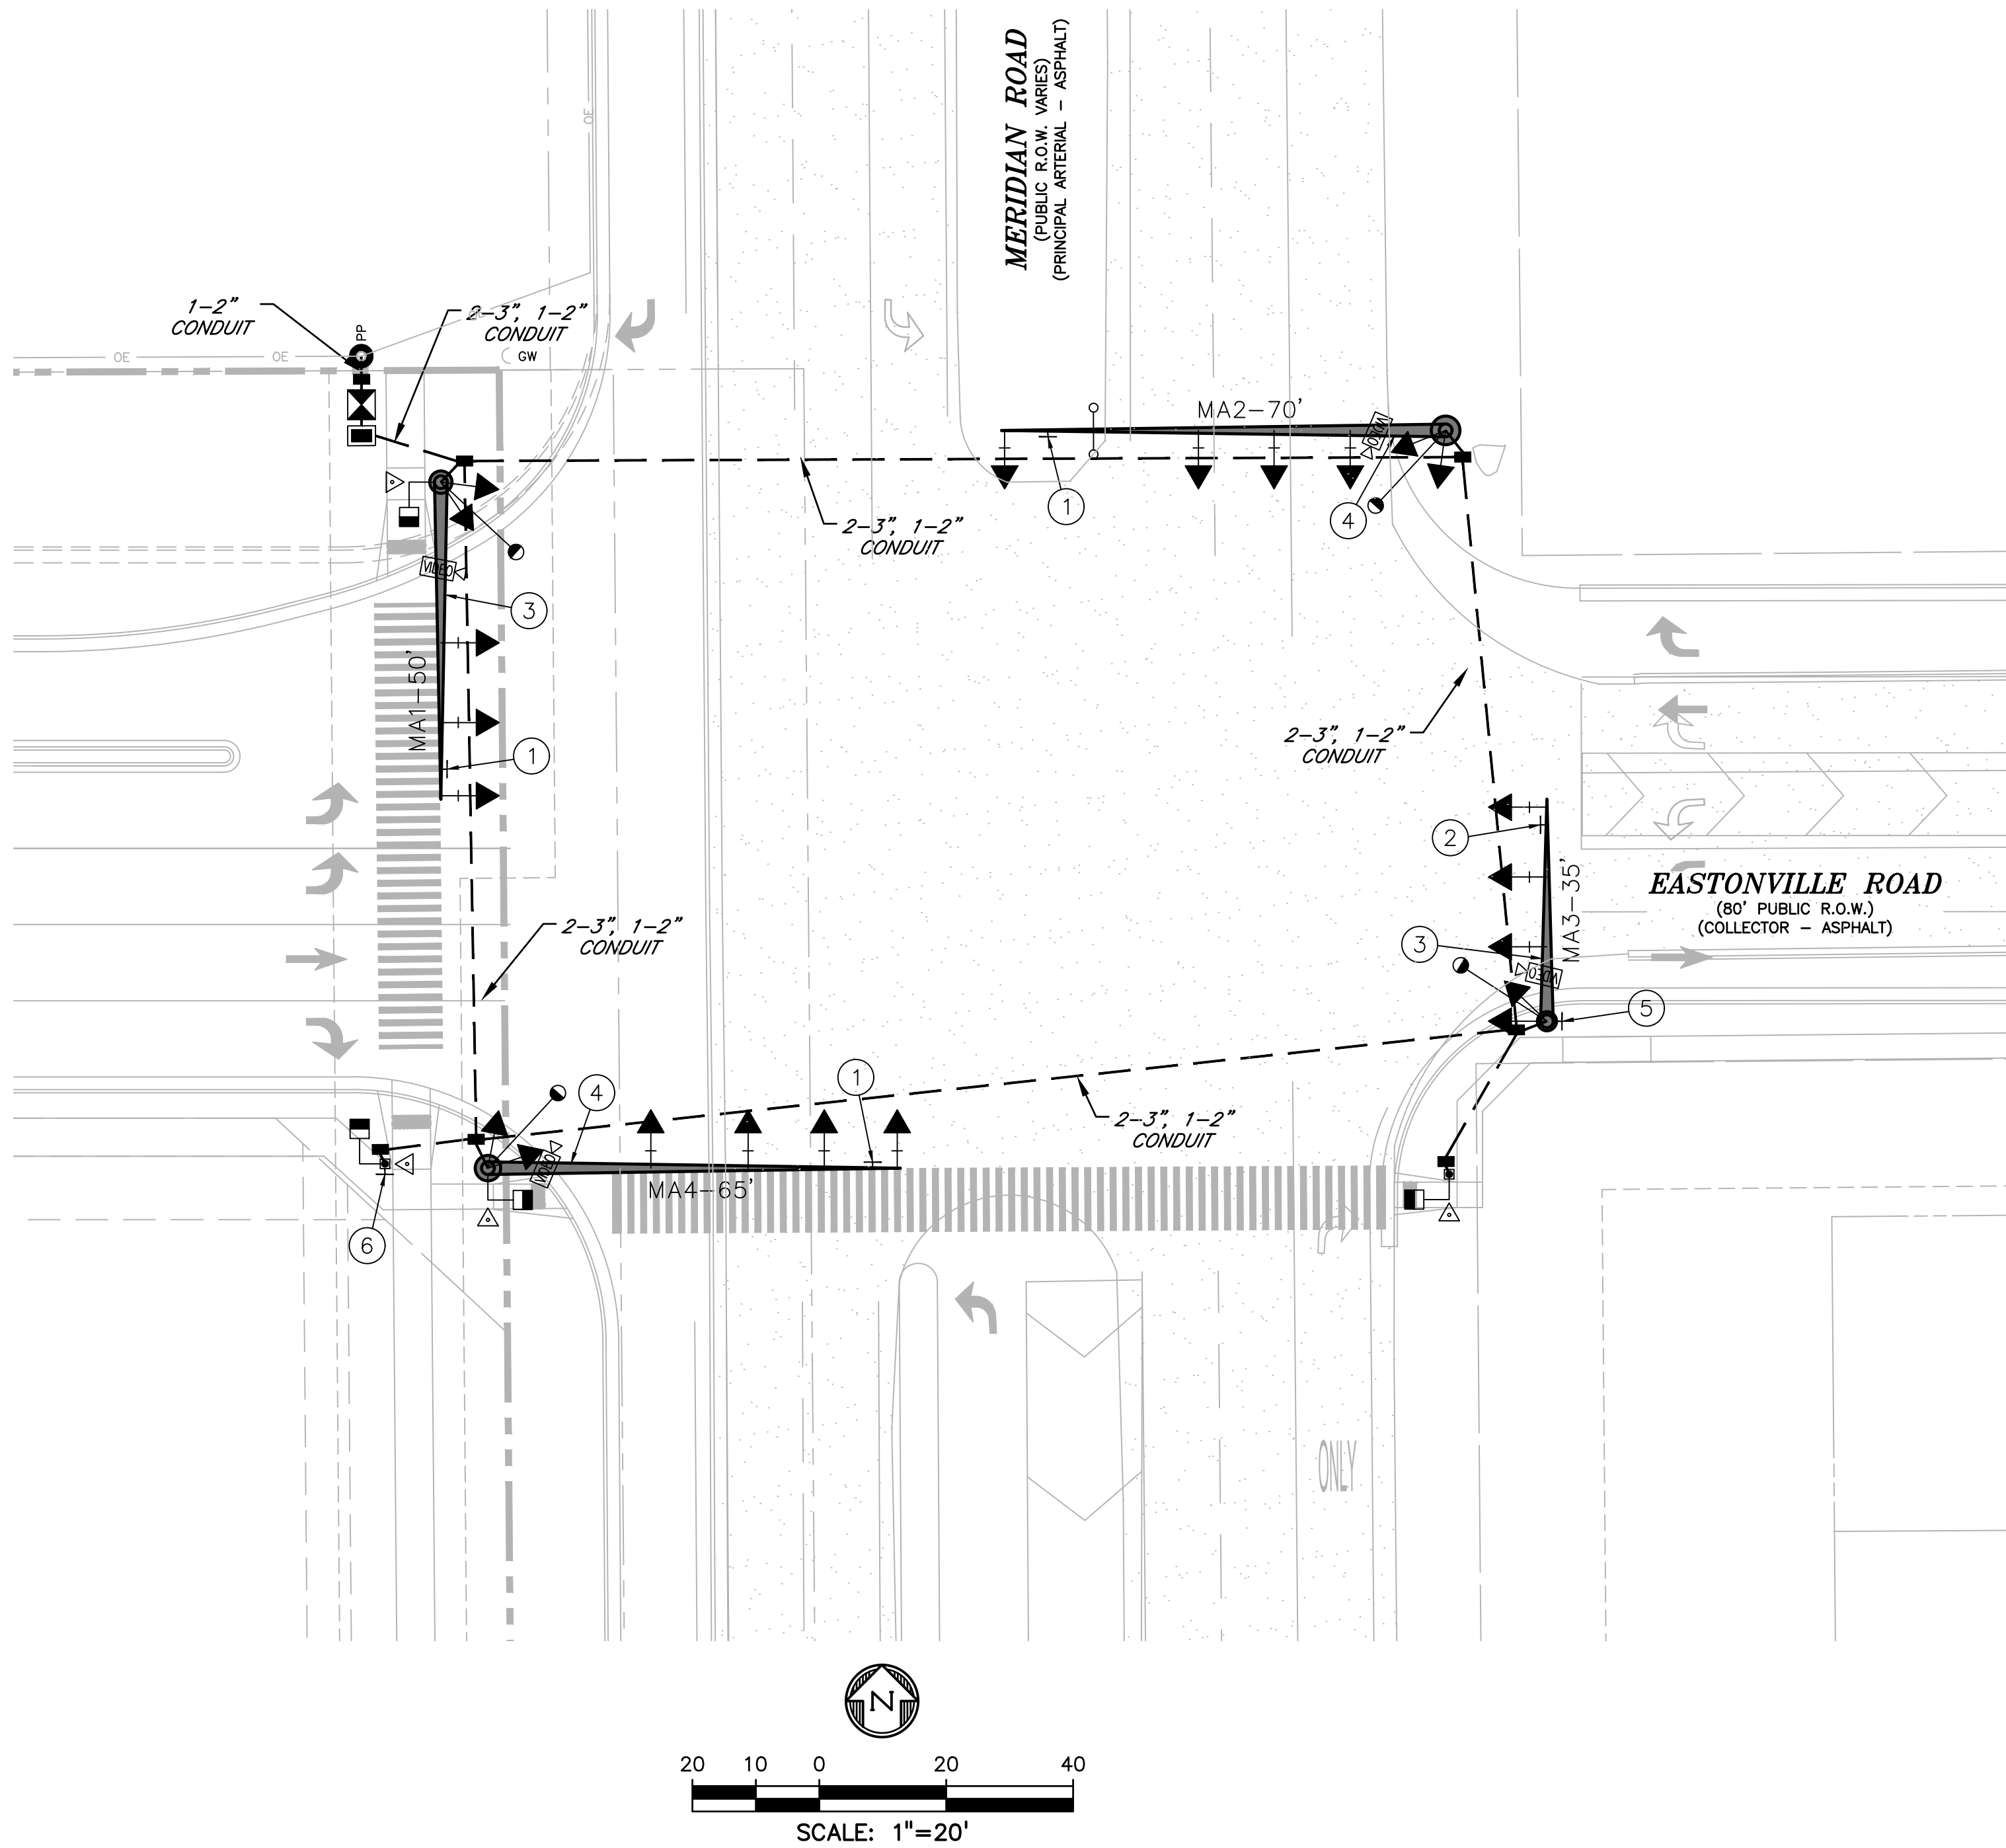 MERIDIAN ROAD
(PUBLIC R.O.W. VARIES)
(PRINCIPAL ARTERIAL – ASPHALT)
OE
1–2"
CONDUIT
2–3", 1–2"
CONDUIT
PP
OE
OE
GW
MA2–70'
VIDEO
1
4
2–3", 1–2"
CONDUIT
VIDEO
3
MA1–50'
1
2–3", 1–2"
CONDUIT
2
MA3–35'
EASTONVILLE ROAD
(80' PUBLIC R.O.W.)
(COLLECTOR – ASPHALT)
2–3", 1–2"
CONDUIT
3
VIDEO
5
1
4
2–3", 1–2"
CONDUIT
VIDEO
MA4–65'
6
ONLY
N
20 10 0 20 40
SCALE: 1"=20'